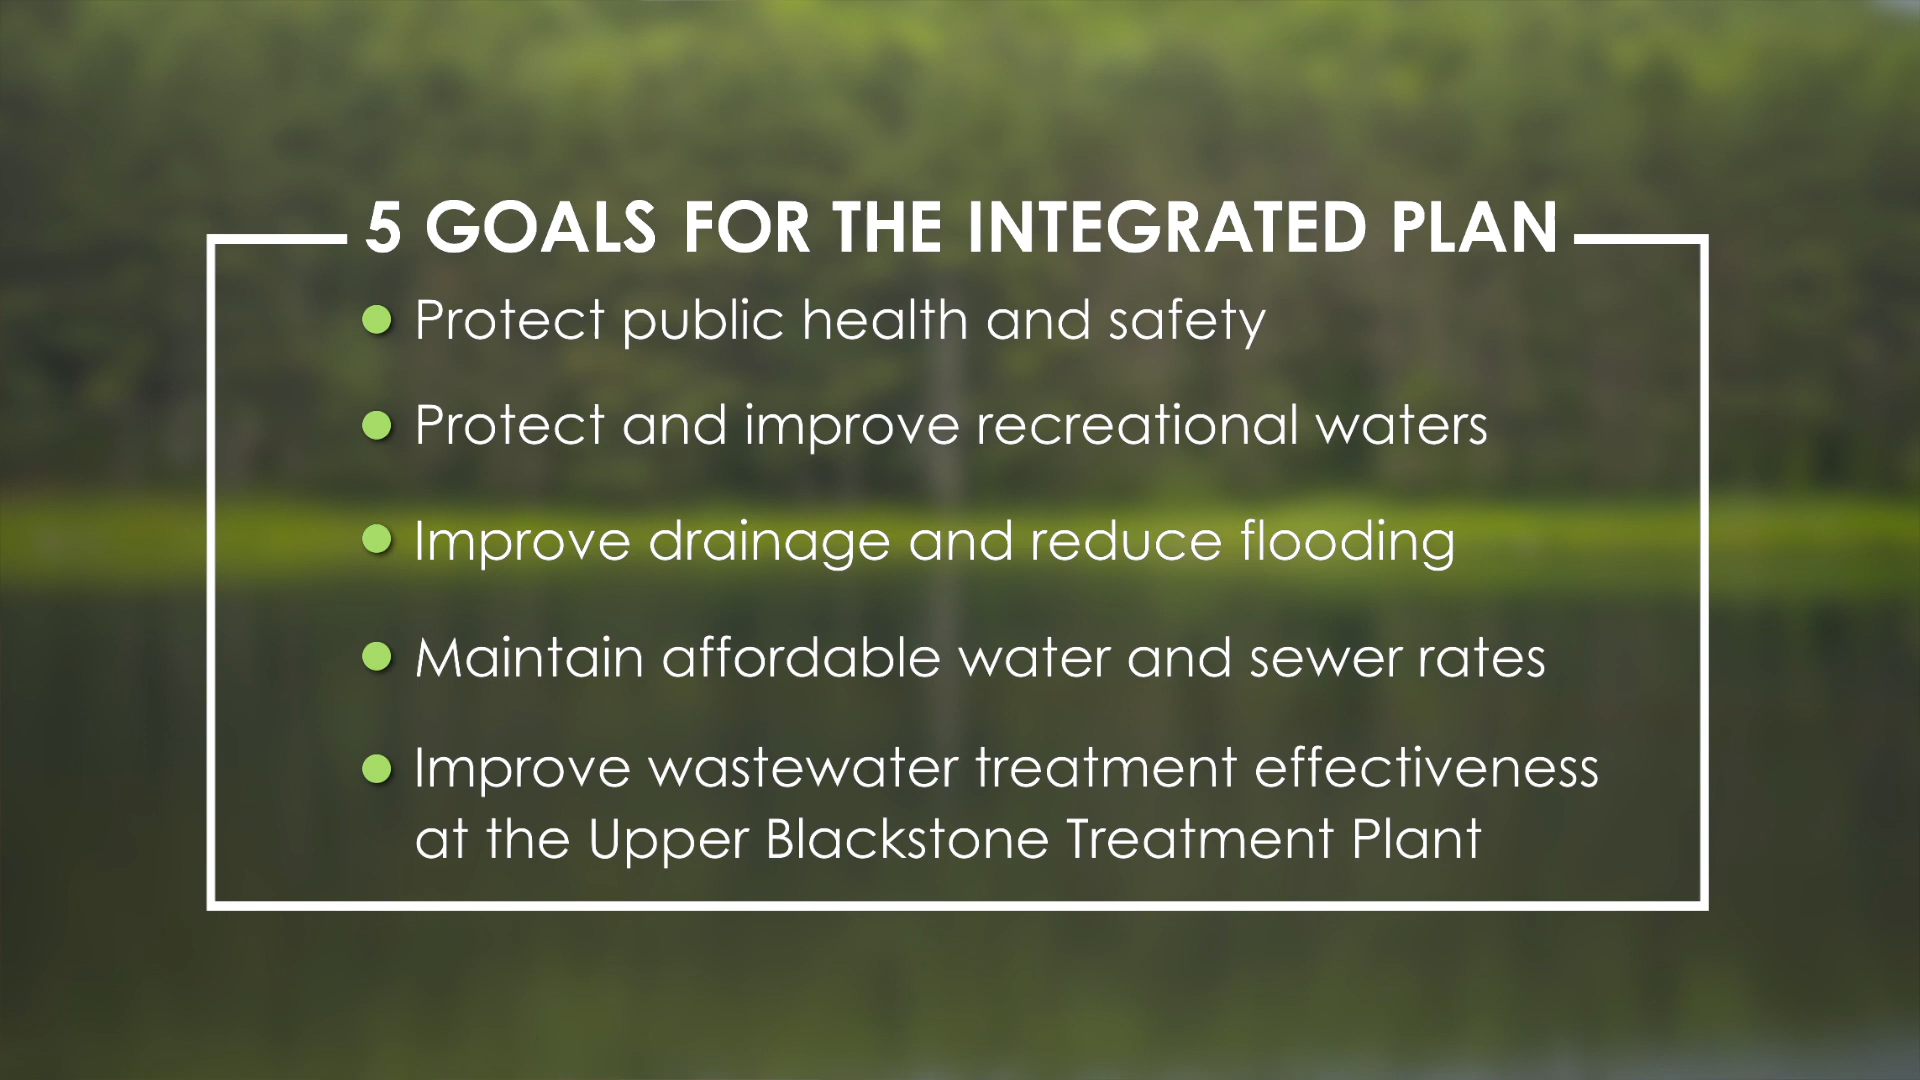 5 GOALS FOR THE INTEGRATED PLAN
Protect public health and safety
Protect and improve recreational waters
Improve drainage and reduce flooding
Maintain affordable water and sewer rates
Improve wastewater treatment effectiveness
at the Upper Blackstone Treatment Plant